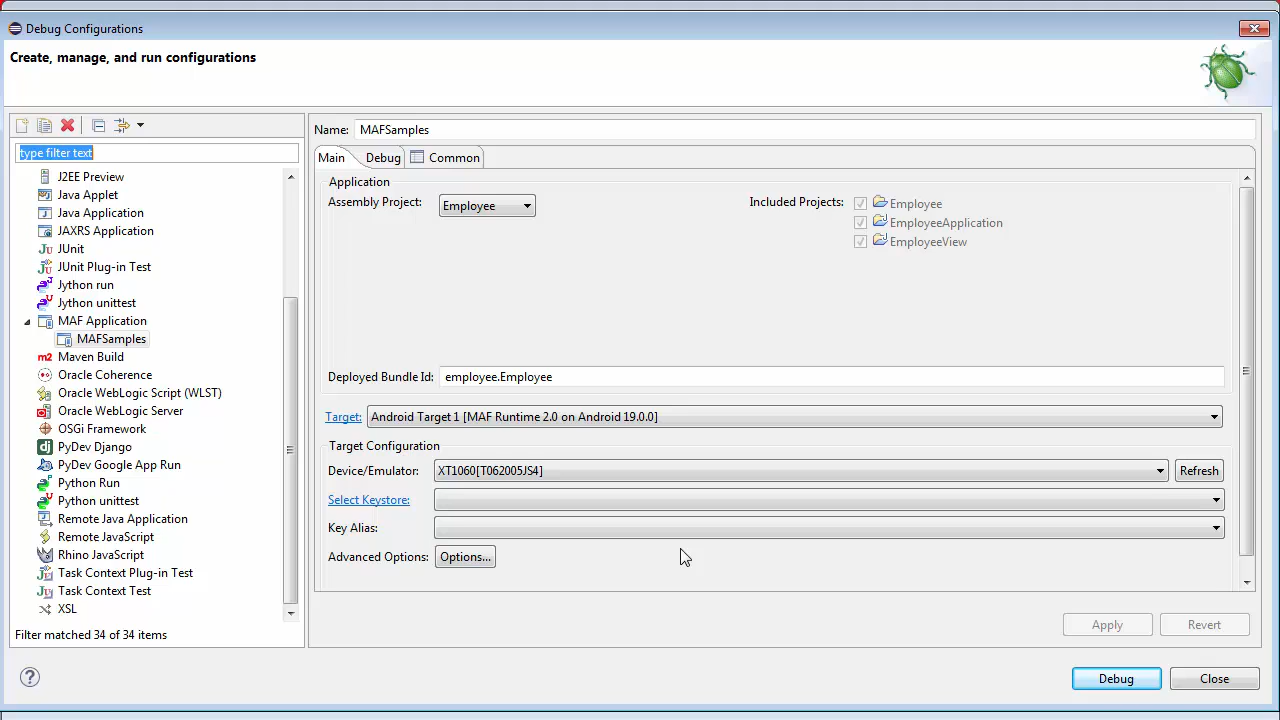 Debug Configurations
Create, manage, and run configurations
type filter text
J2EE Preview
Java Applet
Java Application
JAXRS Application
JUnit
JUnit Plug-in Test
Jython run
Jython unittest
MAF Application
MAFSamples
Maven Build
Oracle Coherence
Oracle WebLogic Script (WLST)
Oracle WebLogic Server
OSGi Framework
PyDev Django
PyDev Google App Run
Python Run
Python unittest
Remote Java Application
Remote JavaScript
Rhino JavaScript
Task Context Plug-in Test
Task Context Test
XSL
Filter matched 34 of 34 items
Name: MAFSamples
Main Debug Common
Application
Assembly Project: Employee
Included Projects: Employee
EmployeeApplication
EmployeeView
Deployed Bundle Id: employee.Employee
Target: Android Target 1 [MAF Runtime 2.0 on Android 19.0.0]
Target Configuration
Device/Emulator: XT1060[T062005JS4] Refresh
Select Keystore:
Key Alias:
Advanced Options: Options...
Apply Revert
Debug Close